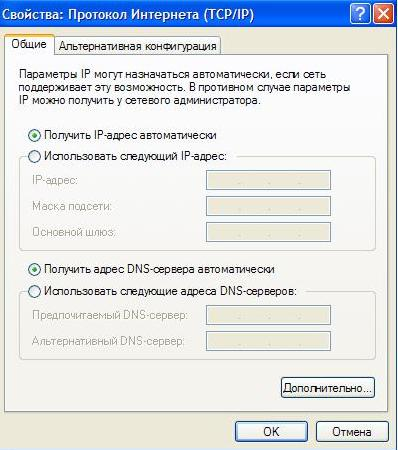 Свойства: Протокол Интернета (TCP/IP)
Общие Альтернативная конфигурация
Параметры IP могут назначаться автоматически, если сеть
поддерживает эту возможность. В противном случае параметры
IP можно получить у сетевого администратора.
Получить IP-адрес автоматически
Использовать следующий IP-адрес:
IP-адрес:
Маска подсети:
Основной шлюз:
Получить адрес DNS-сервера автоматически
Использовать следующие адреса DNS-серверов:
Предпочитаемый DNS-сервер:
Альтернативный DNS-сервер:
Дополнительно...
OK Отмена